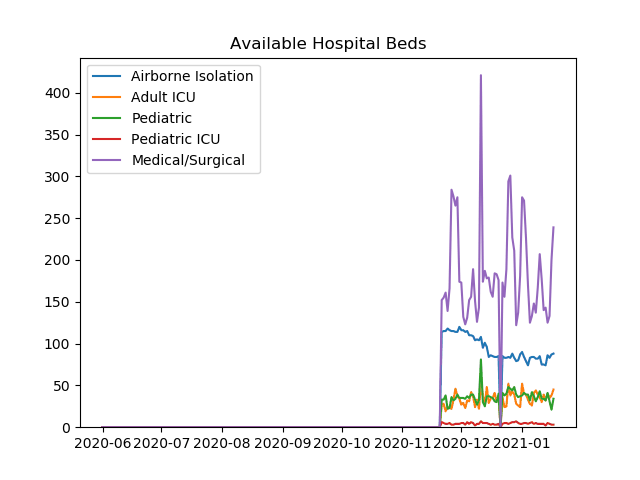 Available Hospital Beds
Airborne Isolation
Adult ICU
Pediatric
Pediatric ICU
Medical/Surgical
400
350
300
250
200
150
100
50
0
2020-06 2020-07 2020-08 2020-09 2020-10 2020-11 2020-12 2021-01